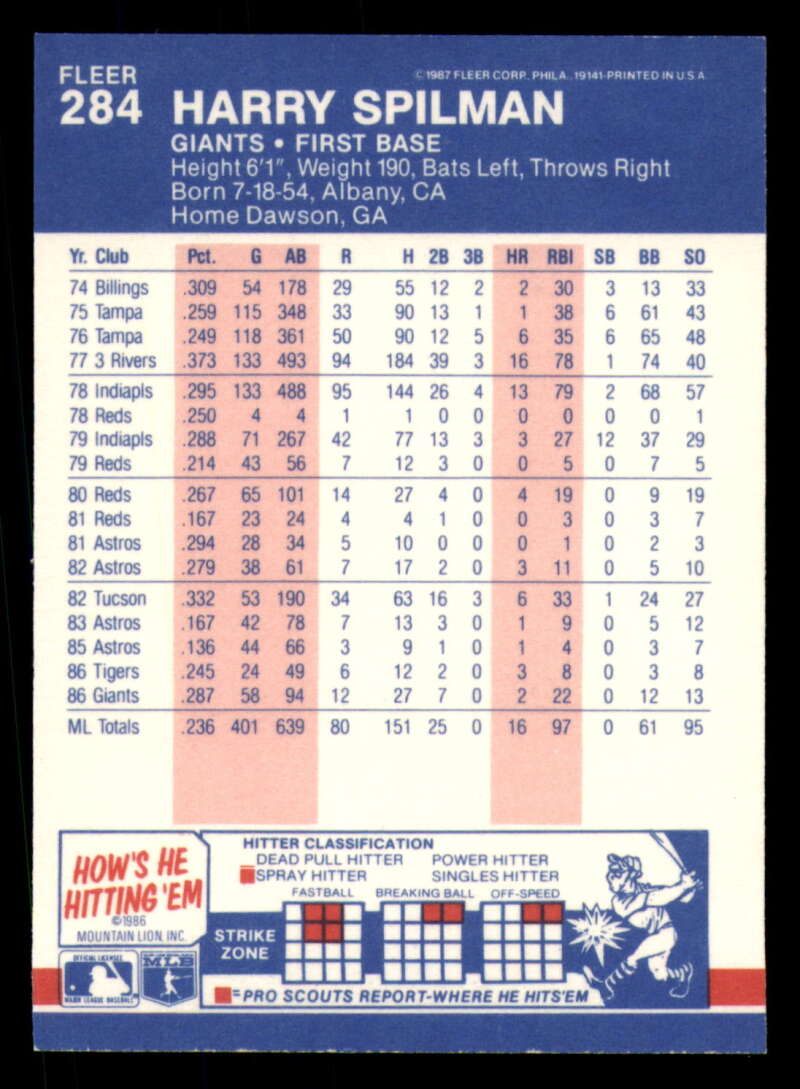 FLEER
©1987 FLEER CORP. PHILA., 19141-PRINTED IN U.S.A.
284 HARRY SPILMAN
GIANTS • FIRST BASE
Height 6'1", Weight 190, Bats Left, Throws Right
Born 7-18-54, Albany, CA
Home Dawson, GA
Yr. Club Pct. G AB R H 2B 3B HR RBI SB BB SO
74 Billings .309 54 178 29 55 12 2 2 30 3 13 33
75 Tampa .259 115 348 33 90 13 1 1 38 6 61 43
76 Tampa .249 118 361 50 90 12 5 6 35 6 65 48
77 3 Rivers .373 133 493 94 184 39 3 16 78 1 74 40
78 Indiapls .295 133 488 95 144 26 4 13 79 2 68 57
78 Reds .250 4 4 1 1 0 0 0 0 0 0 1
79 Indiapls .288 71 267 42 77 13 3 3 27 12 37 29
79 Reds .214 43 56 7 12 3 0 0 5 0 7 5
80 Reds .267 65 101 14 27 4 0 4 19 0 9 19
81 Reds .167 23 24 4 4 1 0 0 3 0 3 7
81 Astros .294 28 34 5 10 0 0 0 1 0 2 3
82 Astros .279 38 61 7 17 2 0 3 11 0 5 10
82 Tucson .332 53 190 34 63 16 3 6 33 1 24 27
83 Astros .167 42 78 7 13 3 0 1 9 0 5 12
85 Astros .136 44 66 3 9 1 0 1 4 0 3 7
86 Tigers .245 24 49 6 12 2 0 3 8 0 3 8
86 Giants .287 58 94 12 27 7 0 2 22 0 12 13
ML Totals .236 401 639 80 151 25 0 16 97 0 61 95
HOW'S HE
HITTING 'EM
©1986
MOUNTAIN LION, INC.
OFFICIAL LICENSEE
MAJOR LEAGUE BASEBALL
MLB
HITTER CLASSIFICATION
DEAD PULL HITTER POWER HITTER
SPRAY HITTER SINGLES HITTER
FASTBALL BREAKING BALL OFF-SPEED
STRIKE
ZONE
=PRO SCOUTS REPORT-WHERE HE HITS'EM